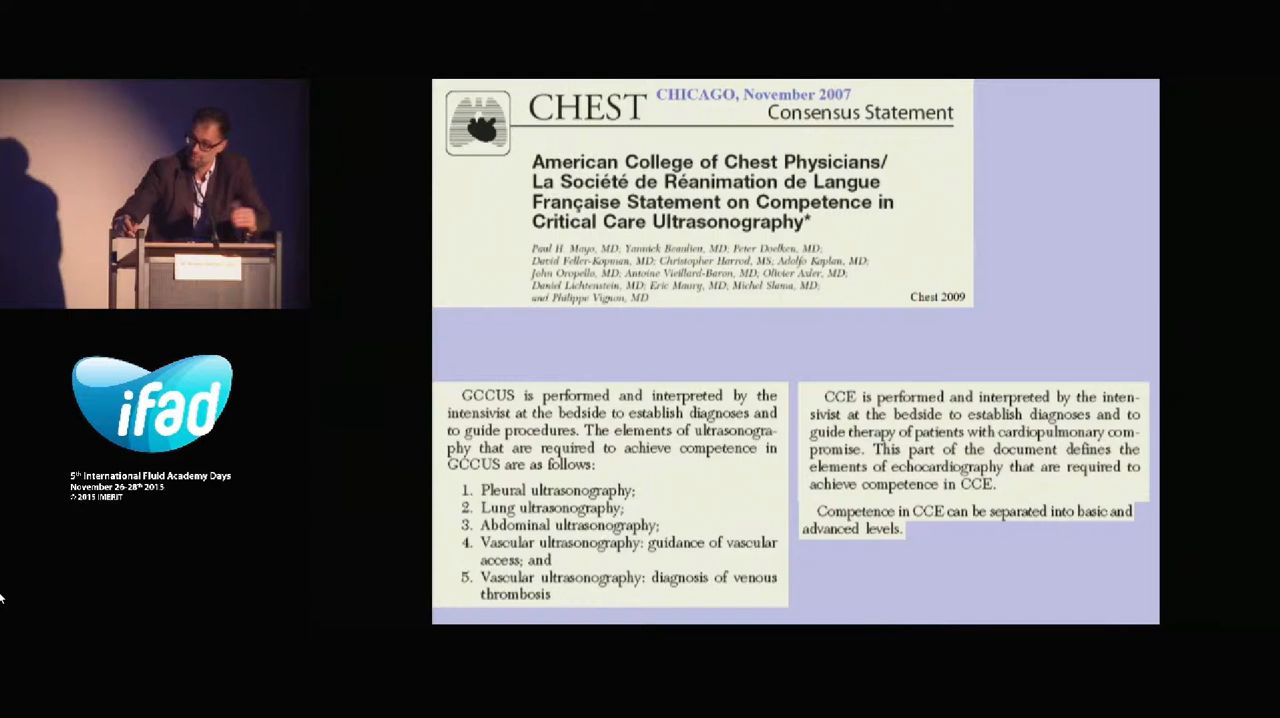 CHEST
CHICAGO, November 2007
Consensus Statement
American College of Chest Physicians/
La Société de Réanimation de Langue
Française Statement on Competence in
Critical Care Ultrasonography*
Paul H. Mayo, MD; Yannick Beaulieu, MD; Peter Doelken, MD;
David Feller-Kopman, MD; Christopher Harrod, MS; Adolfo Kaplan, MD;
John Oropello, MD; Antoine Vieillard-Baron, MD; Olivier Axler, MD;
Daniel Lichtenstein, MD; Eric Maury, MD; Michel Slama, MD;
and Philippe Vignon, MD
Chest 2009
GCCUS is performed and interpreted by the
intensivist at the bedside to establish diagnoses and
to guide procedures. The elements of ultrasonogra-
phy that are required to achieve competence in
GCCUS are as follows:
1. Pleural ultrasonography;
2. Lung ultrasonography;
3. Abdominal ultrasonography;
4. Vascular ultrasonography: guidance of vascular
access; and
5. Vascular ultrasonography: diagnosis of venous
thrombosis
CCE is performed and interpreted by the inten-
sivist at the bedside to establish diagnoses and to
guide therapy of patients with cardiopulmonary com-
promise. This part of the document defines the
elements of echocardiography that are required to
achieve competence in CCE.
Competence in CCE can be separated into basic and
advanced levels.
ifad
5th International Fluid Academy Days
November 26-28th 2015
© 2015 iMERiT